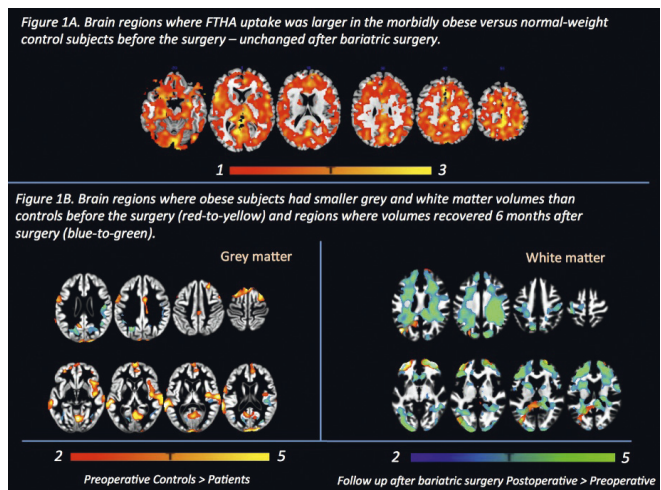 Figure 1A. Brain regions where FTHA uptake was larger in the morbidly obese versus normal-weight
control subjects before the surgery – unchanged after bariatric surgery.
1 3
Figure 1B. Brain regions where obese subjects had smaller grey and white matter volumes than
controls before the surgery (red-to-yellow) and regions where volumes recovered 6 months after
surgery (blue-to-green).
Grey matter
White matter
2 5
Preoperative Controls > Patients
2 5
Follow up after bariatric surgery Postoperative > Preoperative